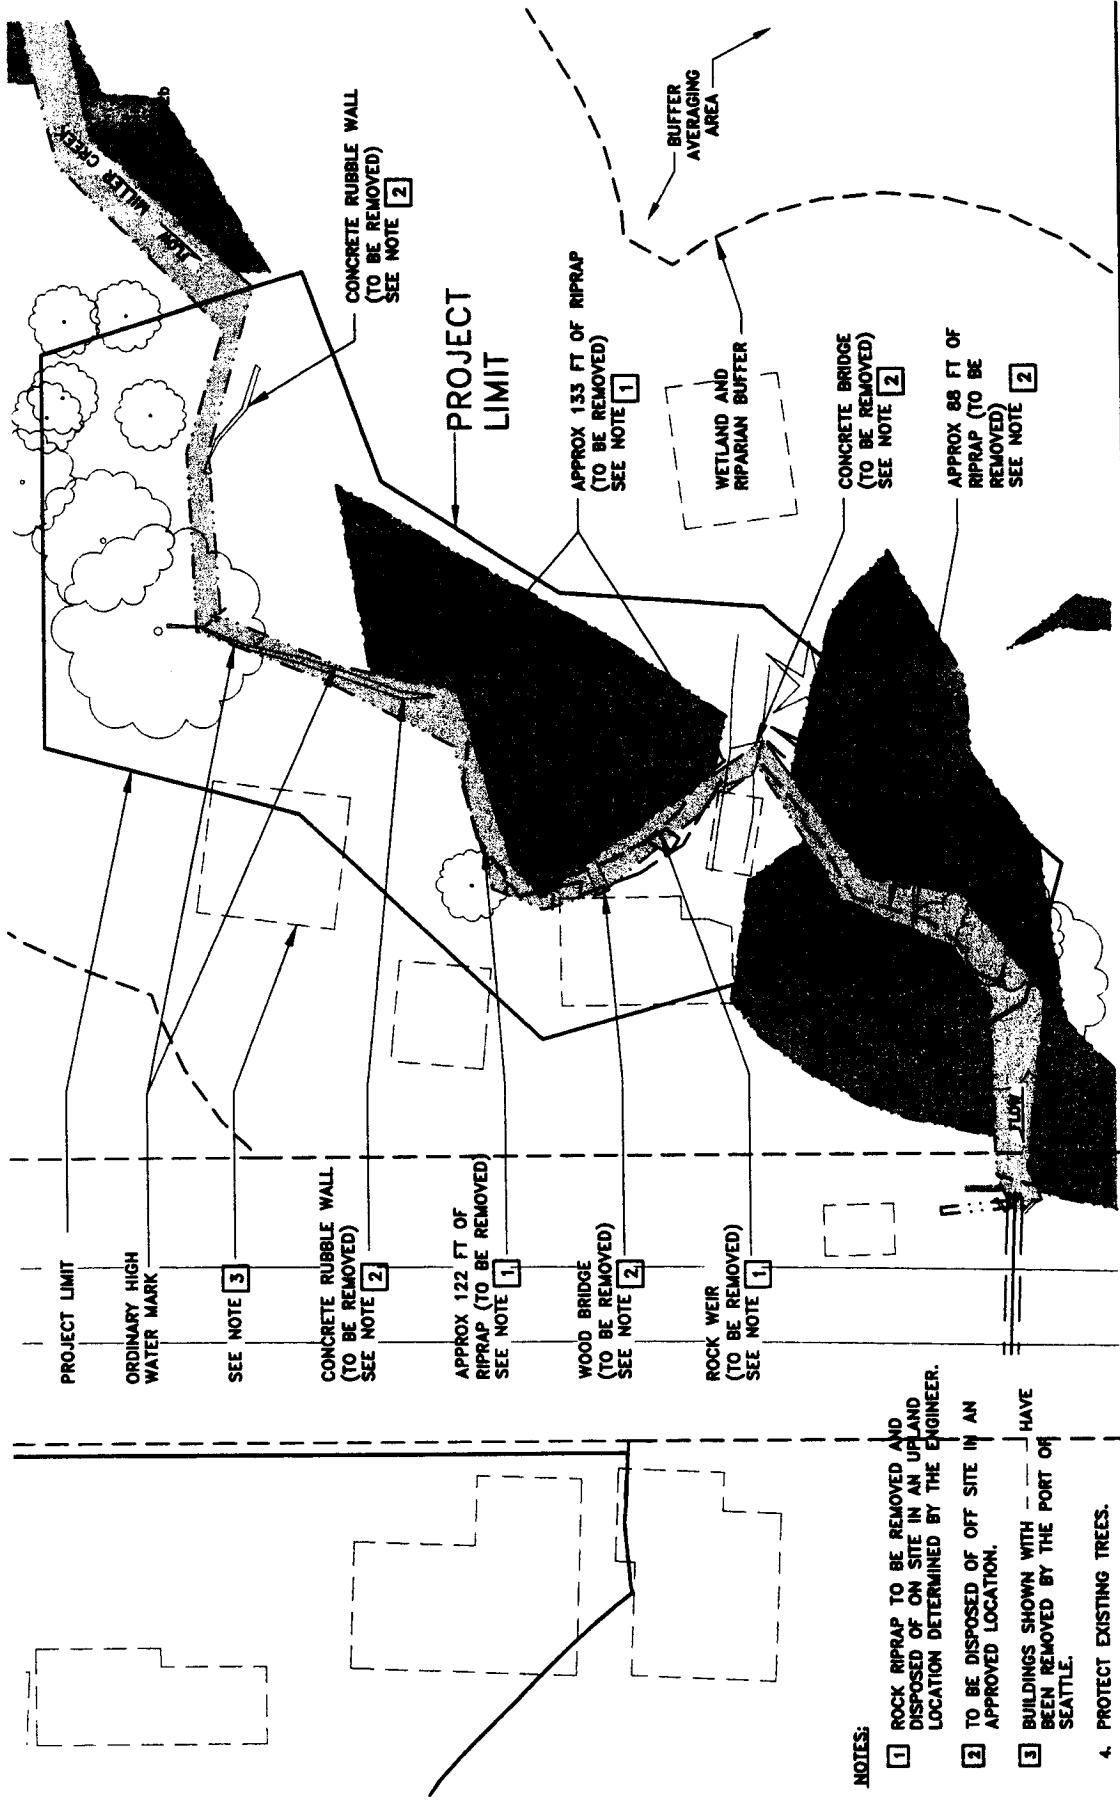 PROJECT LIMIT
ORDINARY HIGH
WATER MARK
SEE NOTE 3
CONCRETE RUBBLE WALL
(TO BE REMOVED)
SEE NOTE 2
APPROX 122 FT OF
RIPRAP (TO BE REMOVED)
SEE NOTE 1
WOOD BRIDGE
(TO BE REMOVED)
SEE NOTE 2
ROCK WEIR
(TO BE REMOVED)
SEE NOTE 1
FLOW
MILLER CREEK
FLOW
2b
CONCRETE RUBBLE WALL
(TO BE REMOVED)
SEE NOTE 2
PROJECT
LIMIT
APPROX 133 FT OF RIPRAP
(TO BE REMOVED)
SEE NOTE 1
BUFFER
AVERAGING
AREA
WETLAND AND
RIPARIAN BUFFER
CONCRETE BRIDGE
(TO BE REMOVED)
SEE NOTE 2
APPROX 88 FT OF
RIPRAP (TO BE
REMOVED)
SEE NOTE 2
NOTES:
1 ROCK RIPRAP TO BE REMOVED AND
DISPOSED OF ON SITE IN AN UPLAND
LOCATION DETERMINED BY THE ENGINEER.
2 TO BE DISPOSED OF OFF SITE IN AN
APPROVED LOCATION.
3 BUILDINGS SHOWN WITH --- HAVE
BEEN REMOVED BY THE PORT OF
SEATTLE.
4. PROTECT EXISTING TREES.